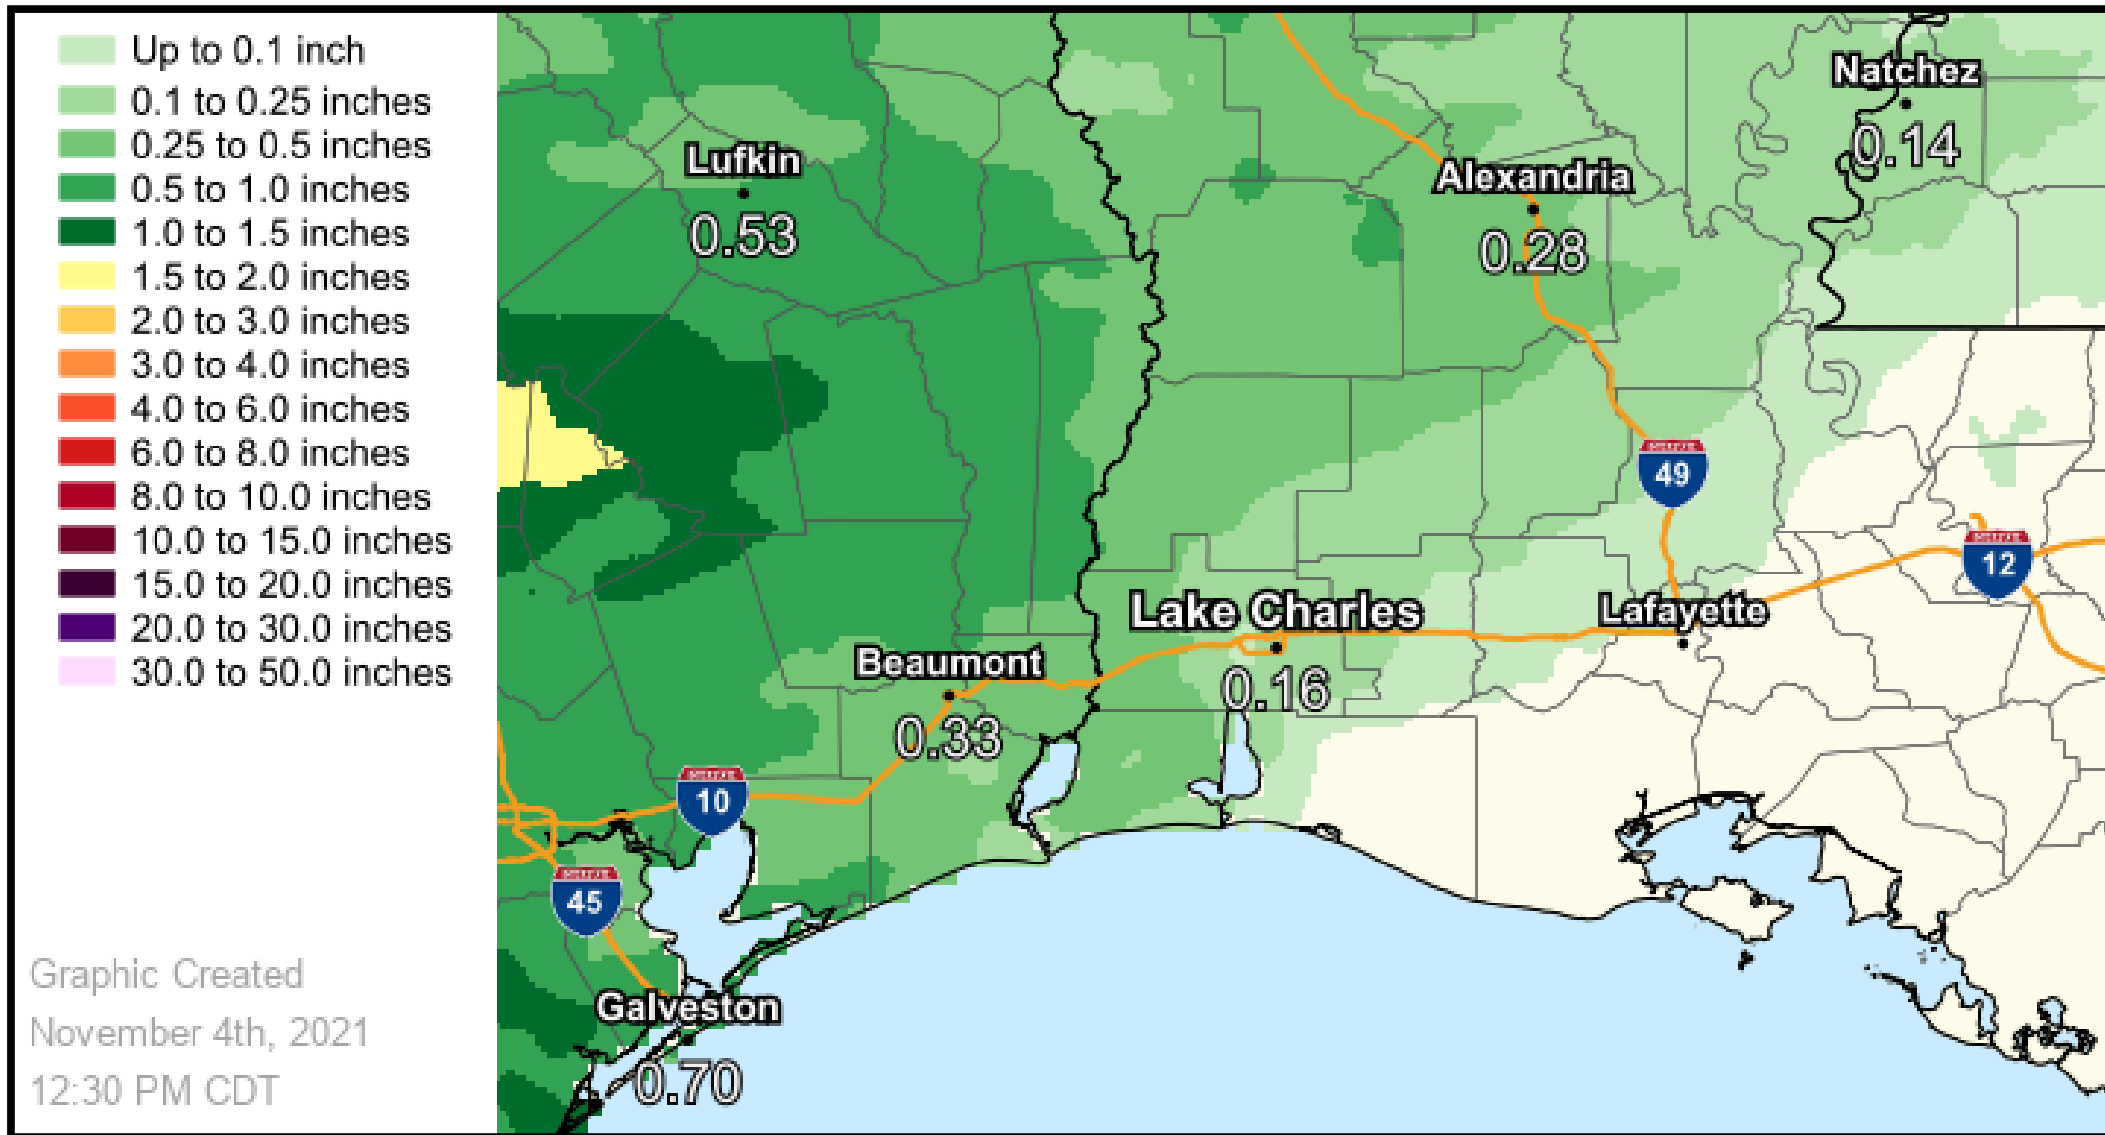 Up to 0.1 inch
0.1 to 0.25 inches
0.25 to 0.5 inches
0.5 to 1.0 inches
1.0 to 1.5 inches
1.5 to 2.0 inches
2.0 to 3.0 inches
3.0 to 4.0 inches
4.0 to 6.0 inches
6.0 to 8.0 inches
8.0 to 10.0 inches
10.0 to 15.0 inches
15.0 to 20.0 inches
20.0 to 30.0 inches
30.0 to 50.0 inches
Graphic Created
November 4th, 2021
12:30 PM CDT
Natchez
0.14
Lufkin
0.53
Alexandria
0.28
49
12
Lake Charles
0.16
Lafayette
Beaumont
0.33
10
45
Galveston
0.70